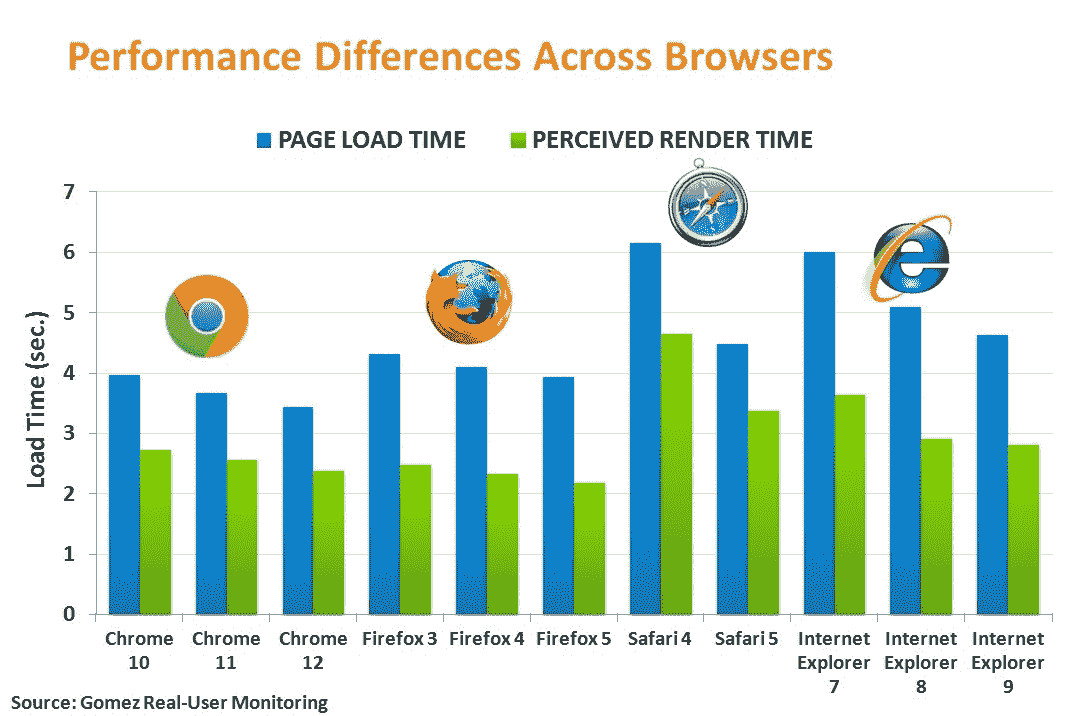 Performance Differences Across Browsers
PAGE LOAD TIME PERCEIVED RENDER TIME
7
6
5
4
3
2
1
0
Load Time (sec.)
Chrome 10
Chrome 11
Chrome 12
Firefox 3
Firefox 4
Firefox 5
Safari 4
Safari 5
Internet Explorer 7
Internet Explorer 8
Internet Explorer 9
Source: Gomez Real-User Monitoring